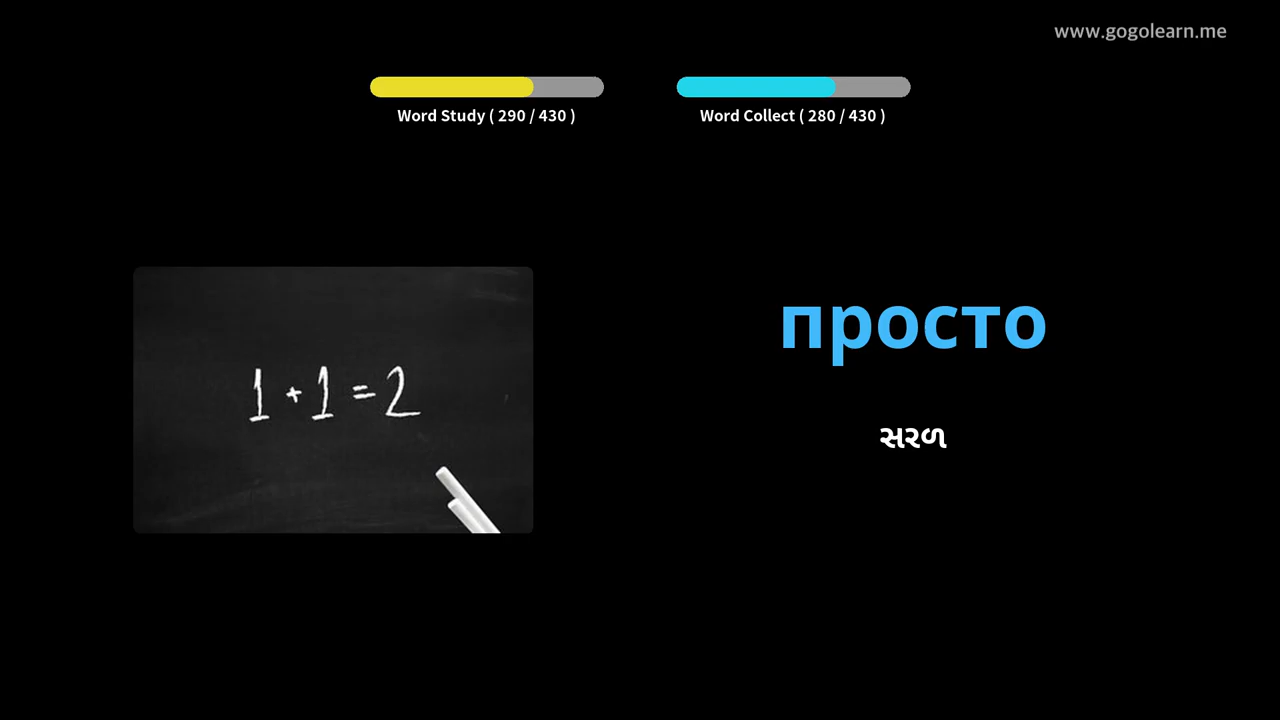 www.gogolearn.me
Word Study ( 290 / 430 )
Word Collect ( 280 / 430 )
просто
1 + 1 = 2
સરળ